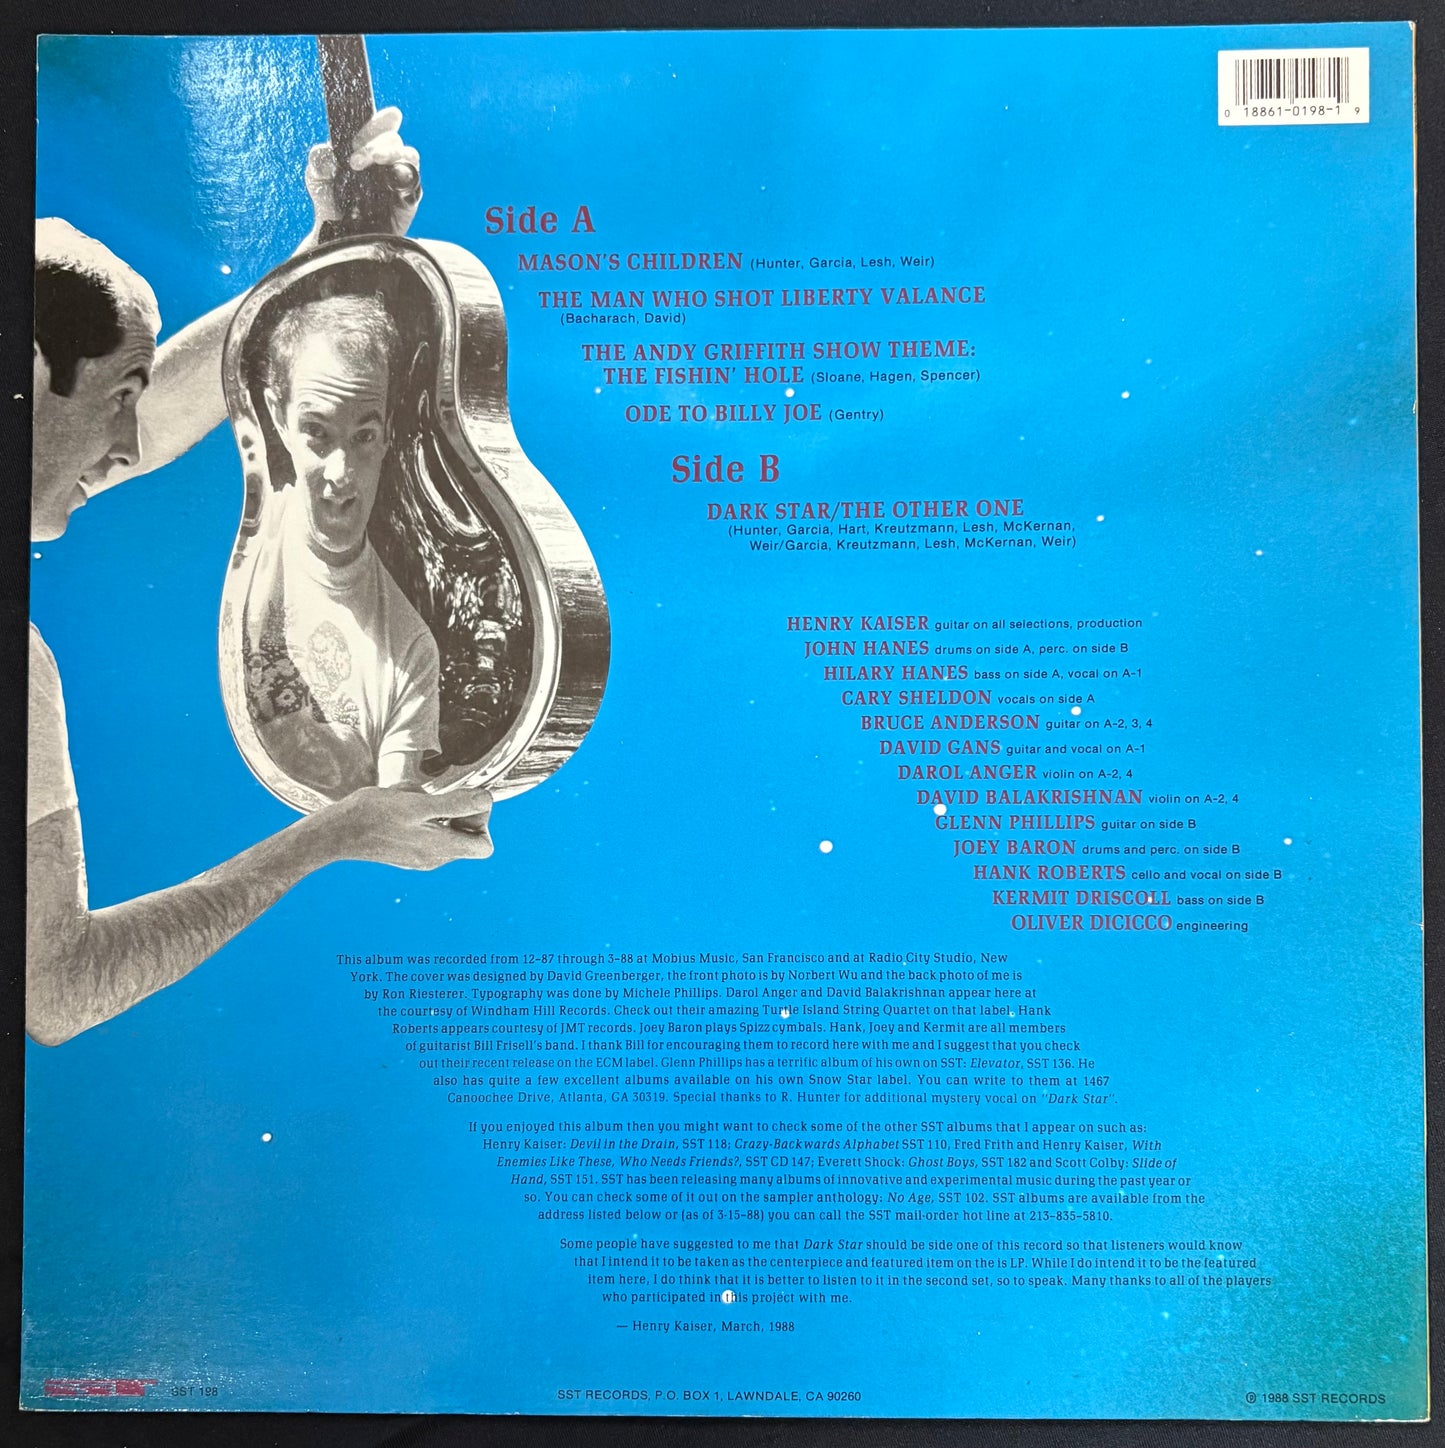 0 18861-0198-1 9
Side A
MASON'S CHILDREN (Hunter, Garcia, Lesh, Weir)
THE MAN WHO SHOT LIBERTY VALANCE
(Bacharach, David)
THE ANDY GRIFFITH SHOW THEME:
THE FISHIN' HOLE (Sloane, Hagen, Spencer)
ODE TO BILLY JOE (Gentry)
Side B
DARK STAR/THE OTHER ONE
(Hunter, Garcia, Hart, Kreutzmann, Lesh, McKernan,
Weir/Garcia, Kreutzmann, Lesh, McKernan, Weir)
HENRY KAISER guitar on all selections, production
JOHN HANES drums on side A, perc. on side B
HILARY HANES bass on side A, vocal on A-1
CARY SHELDON vocals on side A
BRUCE ANDERSON guitar on A-2, 3, 4
DAVID GANS guitar and vocal on A-1
DAROL ANGER violin on A-2, 4
DAVID BALAKRISHNAN violin on A-2, 4
GLENN PHILLIPS guitar on side B
JOEY BARON drums and perc. on side B
HANK ROBERTS cello and vocal on side B
KERMIT DRISCOLL bass on side B
OLIVER DICICCO engineering
This album was recorded from 12-87 through 3-88 at Mobius Music, San Francisco and at Radio City Studio, New
York. The cover was designed by David Greenberger, the front photo is by Norbert Wu and the back photo of me is
by Ron Riesterer. Typography was done by Michele Phillips. Darol Anger and David Balakrishnan appear here at
the courtesy of Windham Hill Records. Check out their amazing Turtle Island String Quartet on that label. Hank
Roberts appears courtesy of JMT records. Joey Baron plays Spizz cymbals. Hank, Joey and Kermit are all members
of guitarist Bill Frisell's band. I thank Bill for encouraging them to record here with me and I suggest that you check
out their recent release on the ECM label. Glenn Phillips has a terrific album of his own on SST: Elevator, SST 136. He
also has quite a few excellent albums available on his own Snow Star label. You can write to them at 1467
Canoochee Drive, Atlanta, GA 30319. Special thanks to R. Hunter for additional mystery vocal on "Dark Star".
If you enjoyed this album then you might want to check some of the other SST albums that I appear on such as:
Henry Kaiser: Devil in the Drain, SST 118; Crazy-Backwards Alphabet SST 110, Fred Frith and Henry Kaiser, With
Enemies Like These, Who Needs Friends?, SST CD 147; Everett Shock: Ghost Boys, SST 182 and Scott Colby: Slide of
Hand, SST 151. SST has been releasing many albums of innovative and experimental music during the past year or
so. You can check some of it out on the sampler anthology: No Age, SST 102. SST albums are available from the
address listed below or (as of 3-15-88) you can call the SST mail-order hot line at 213-835-5810.
Some people have suggested to me that Dark Star should be side one of this record so that listeners would know
that I intend it to be taken as the centerpiece and featured item on the is LP. While I do intend it to be the featured
item here, I do think that it is better to listen to it in the second set, so to speak. Many thanks to all of the players
who participated in this project with me.
— Henry Kaiser, March, 1988
SST 198
SST RECORDS, P.O. BOX 1, LAWNDALE, CA 90260
℗ 1988 SST RECORDS